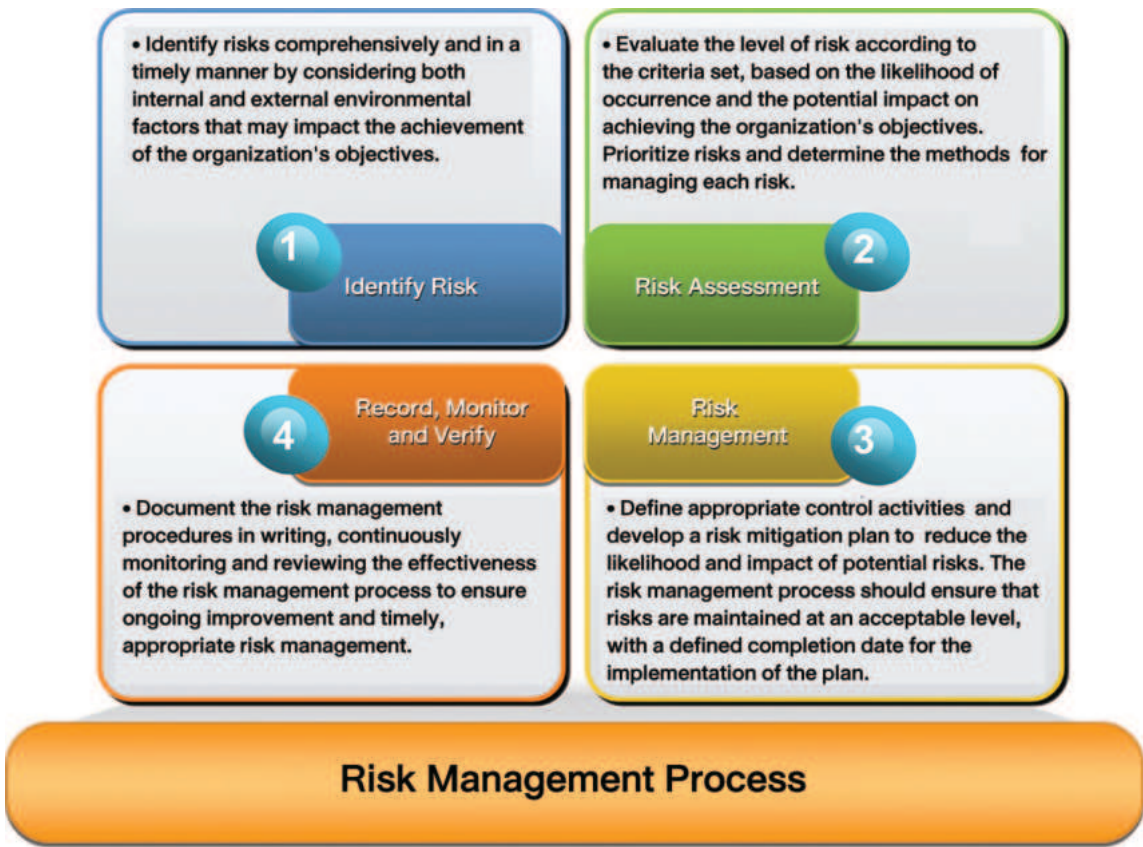 • Identify risks comprehensively and in a
timely manner by considering both
internal and external environmental
factors that may impact the achievement
of the organization's objectives.
1
Identify Risk
• Evaluate the level of risk according to
the criteria set, based on the likelihood of
occurrence and the potential impact on
achieving the organization's objectives.
Prioritize risks and determine the methods for
managing each risk.
Risk Assessment
2
Risk
Management
3
• Define appropriate control activities and
develop a risk mitigation plan to reduce the
likelihood and impact of potential risks. The
risk management process should ensure that
risks are maintained at an acceptable level,
with a defined completion date for the
implementation of the plan.
Record, Monitor
and Verify
4
• Document the risk management
procedures in writing, continuously
monitoring and reviewing the effectiveness
of the risk management process to ensure
ongoing improvement and timely,
appropriate risk management.
Risk Management Process